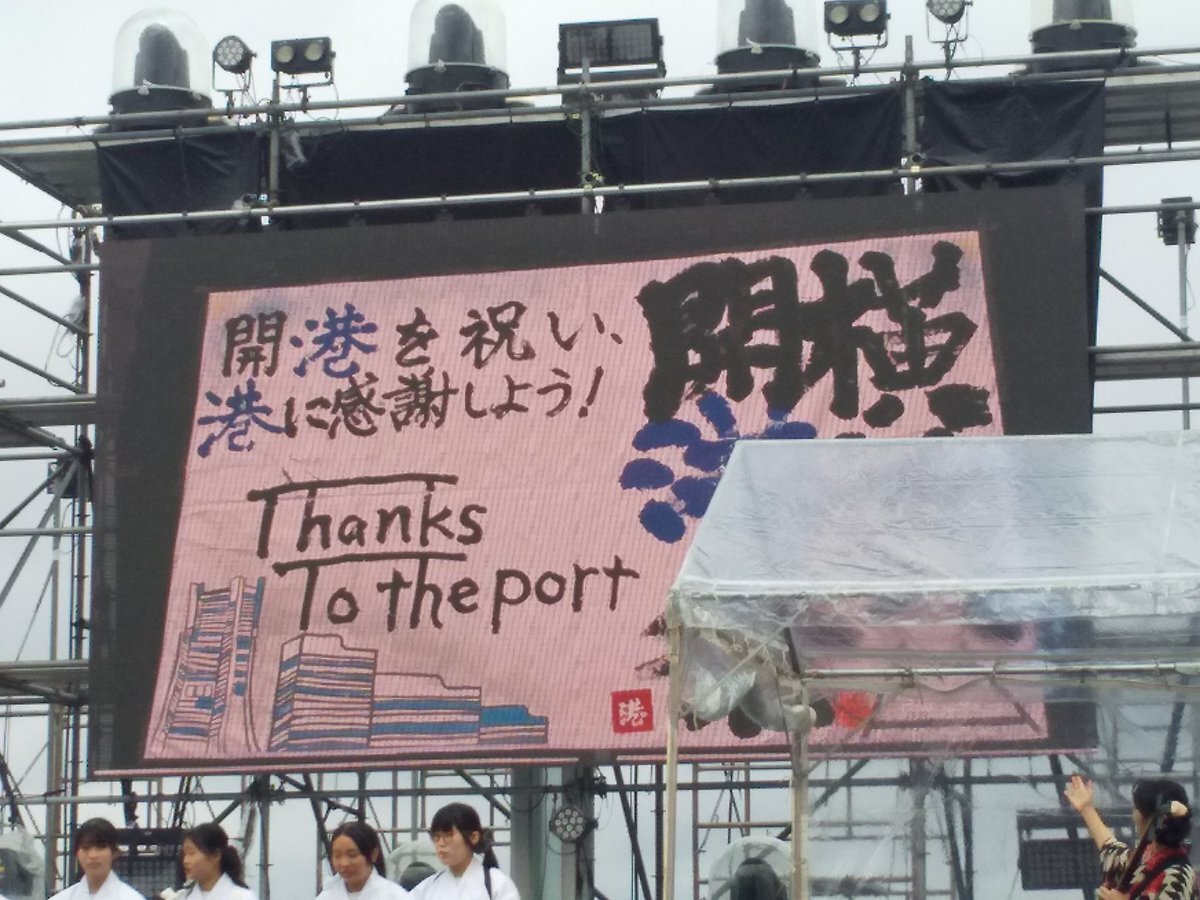 開港を祝い、
港に感謝しよう!
Thanks
To the port
横
開港
港